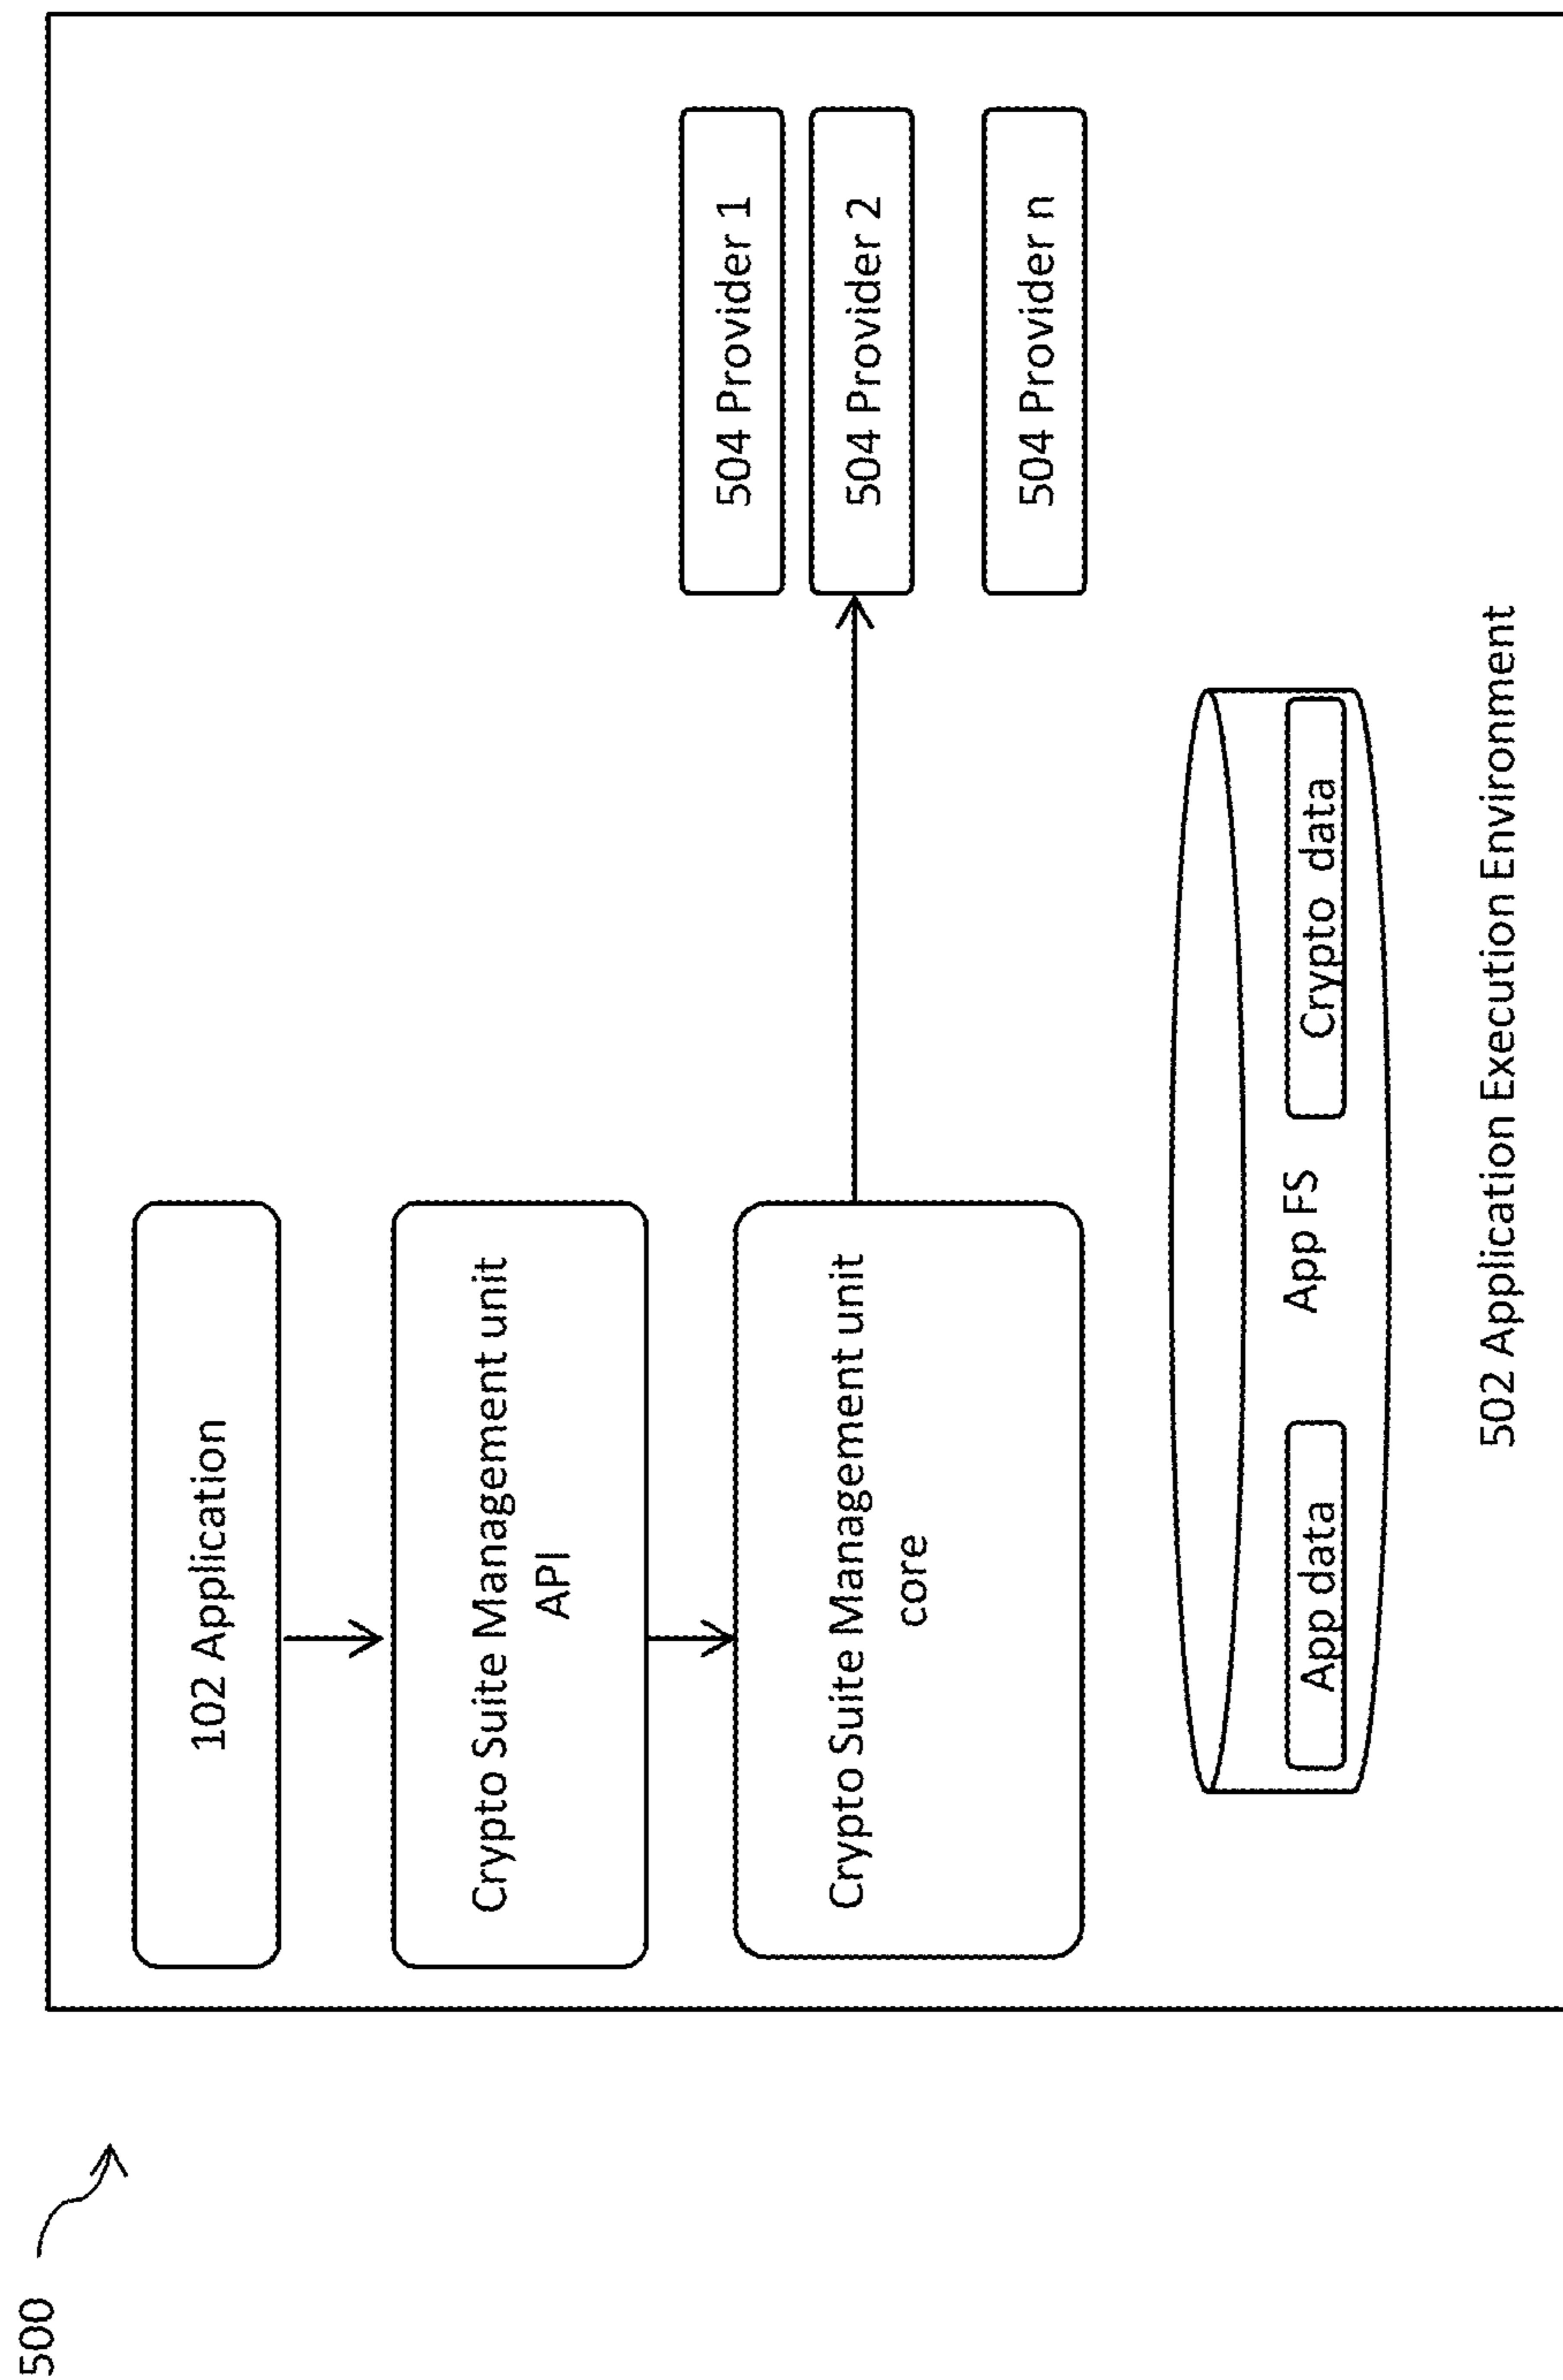 500
102 Application
Crypto Suite Management unit
API
Crypto Suite Management unit
core
504 Provider 1
504 Provider 2
504 Provider n
App data
App FS
Crypto data
502 Application Execution Environment